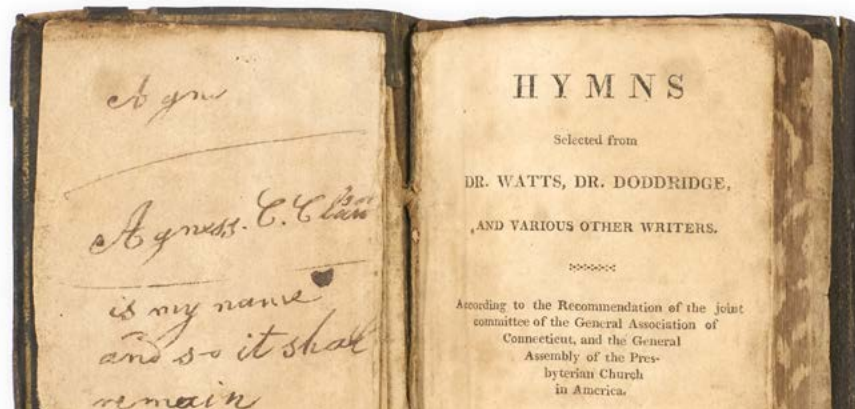 Agn
Agness. C.
is my name
and so it shal
remain
HYMNS
Selected from
DR. WATTS, DR. DODDRIDGE,
AND VARIOUS OTHER WRITERS.
According to the Recommendation of the joint
committee of the General Association of
Connecticut, and the General
Assembly of the Pres-
byterian Church
in America.